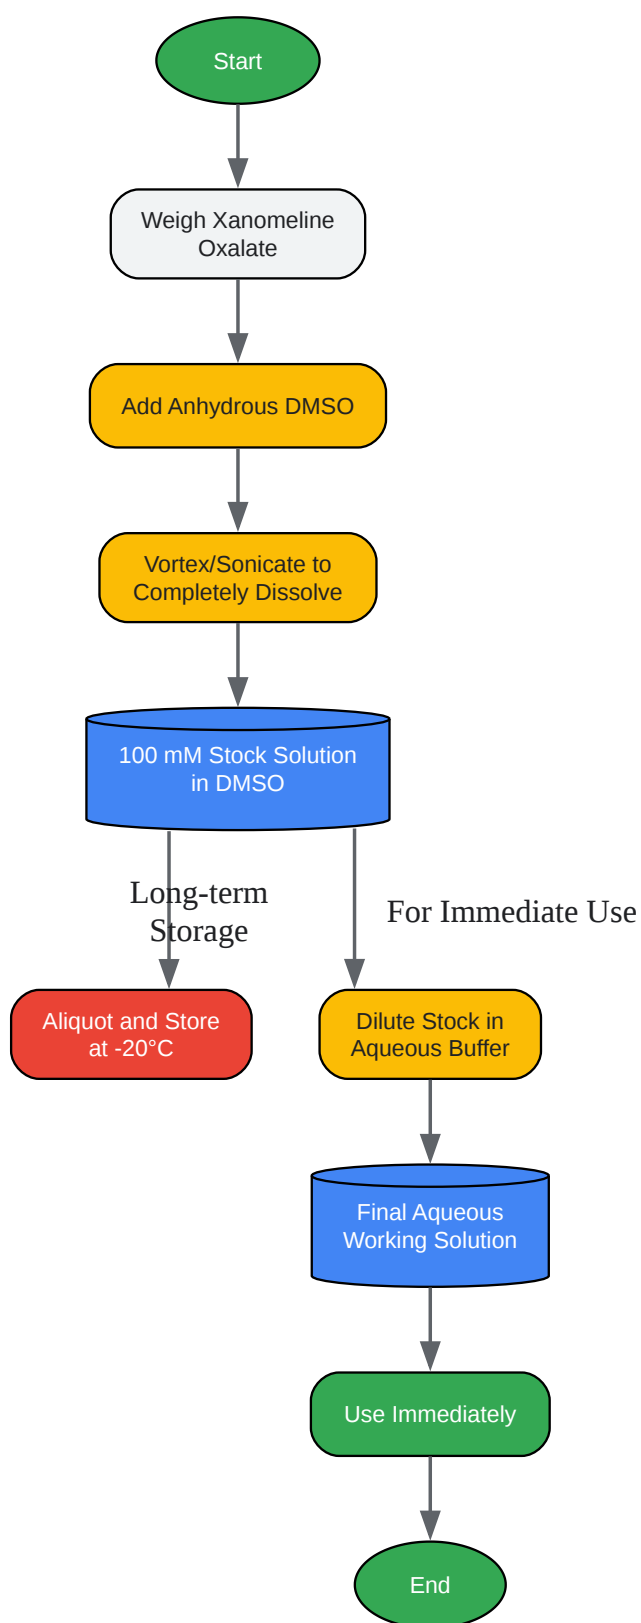 Start
Weigh Xanomeline
Oxalate
Add Anhydrous DMSO
Vortex/Sonicate to
Completely Dissolve
100 mM Stock Solution
in DMSO
Long-term
Storage
For Immediate Use
Aliquot and Store
at -20°C
Dilute Stock in
Aqueous Buffer
Final Aqueous
Working Solution
Use Immediately
End